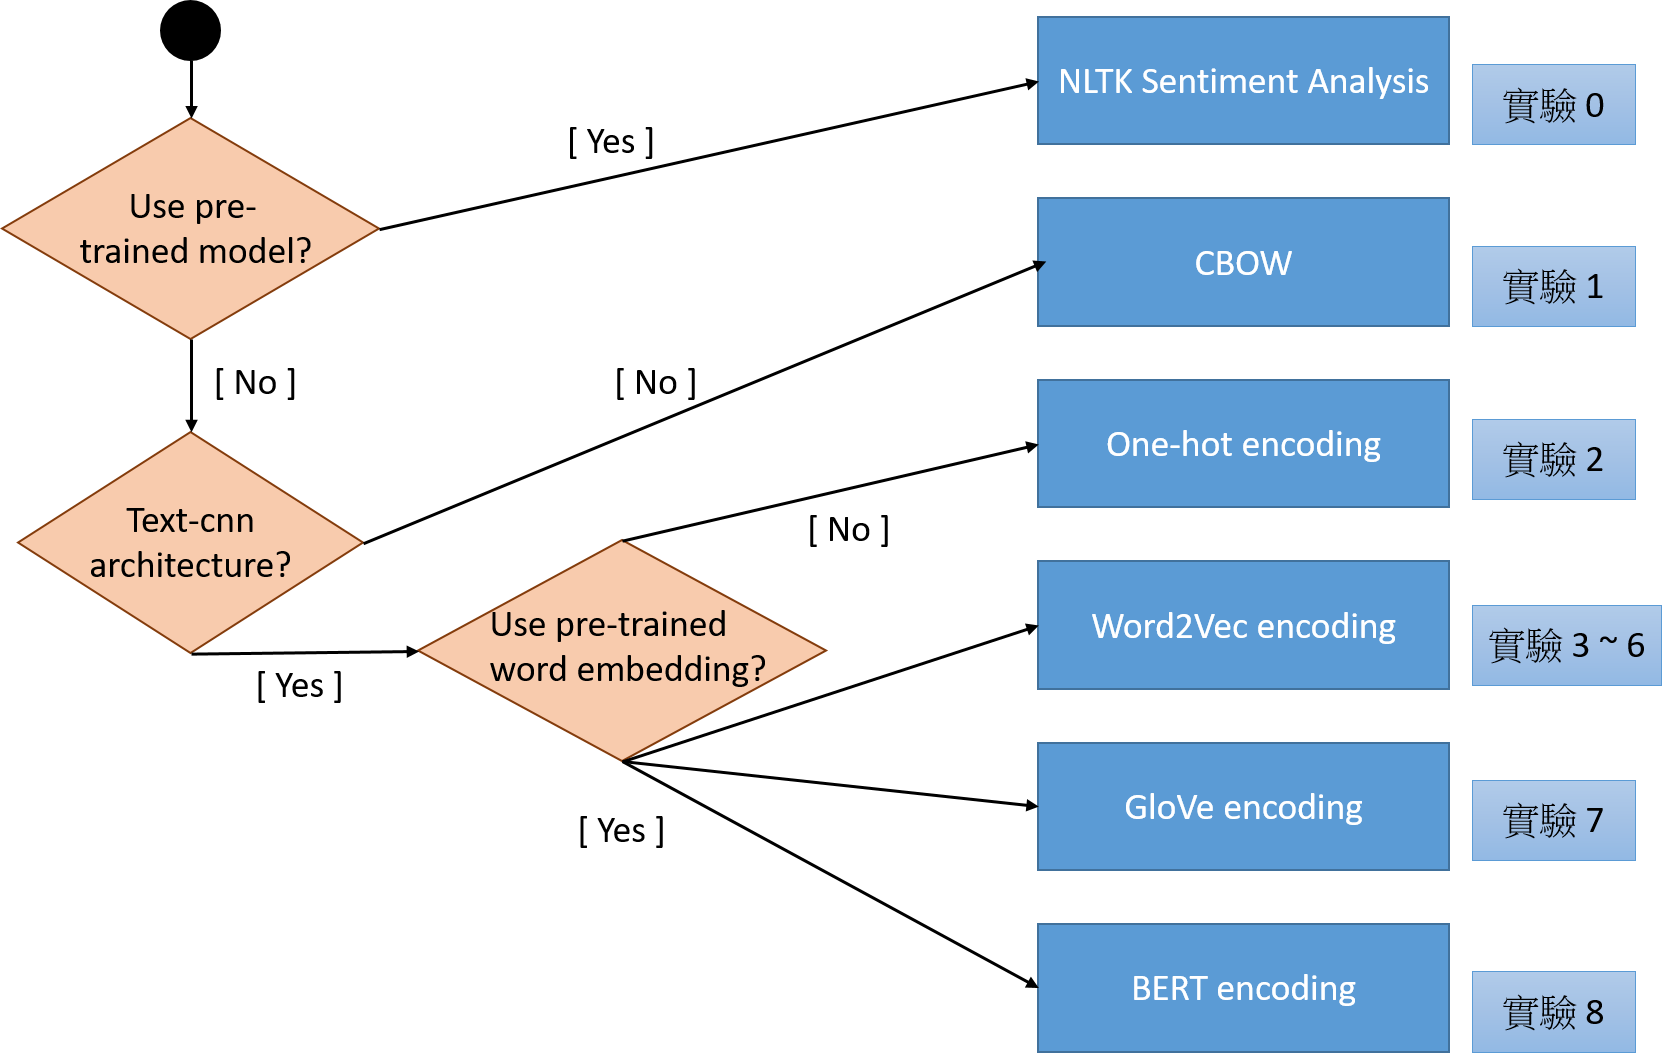 Use pre-
trained model?
[ Yes ]
NLTK Sentiment Analysis
實驗 0
[ No ]
Text-cnn
architecture?
[ No ]
CBOW
實驗 1
[ Yes ]
Use pre-trained
word embedding?
[ No ]
One-hot encoding
實驗 2
[ Yes ]
Word2Vec encoding
實驗 3 ~ 6
GloVe encoding
實驗 7
BERT encoding
實驗 8